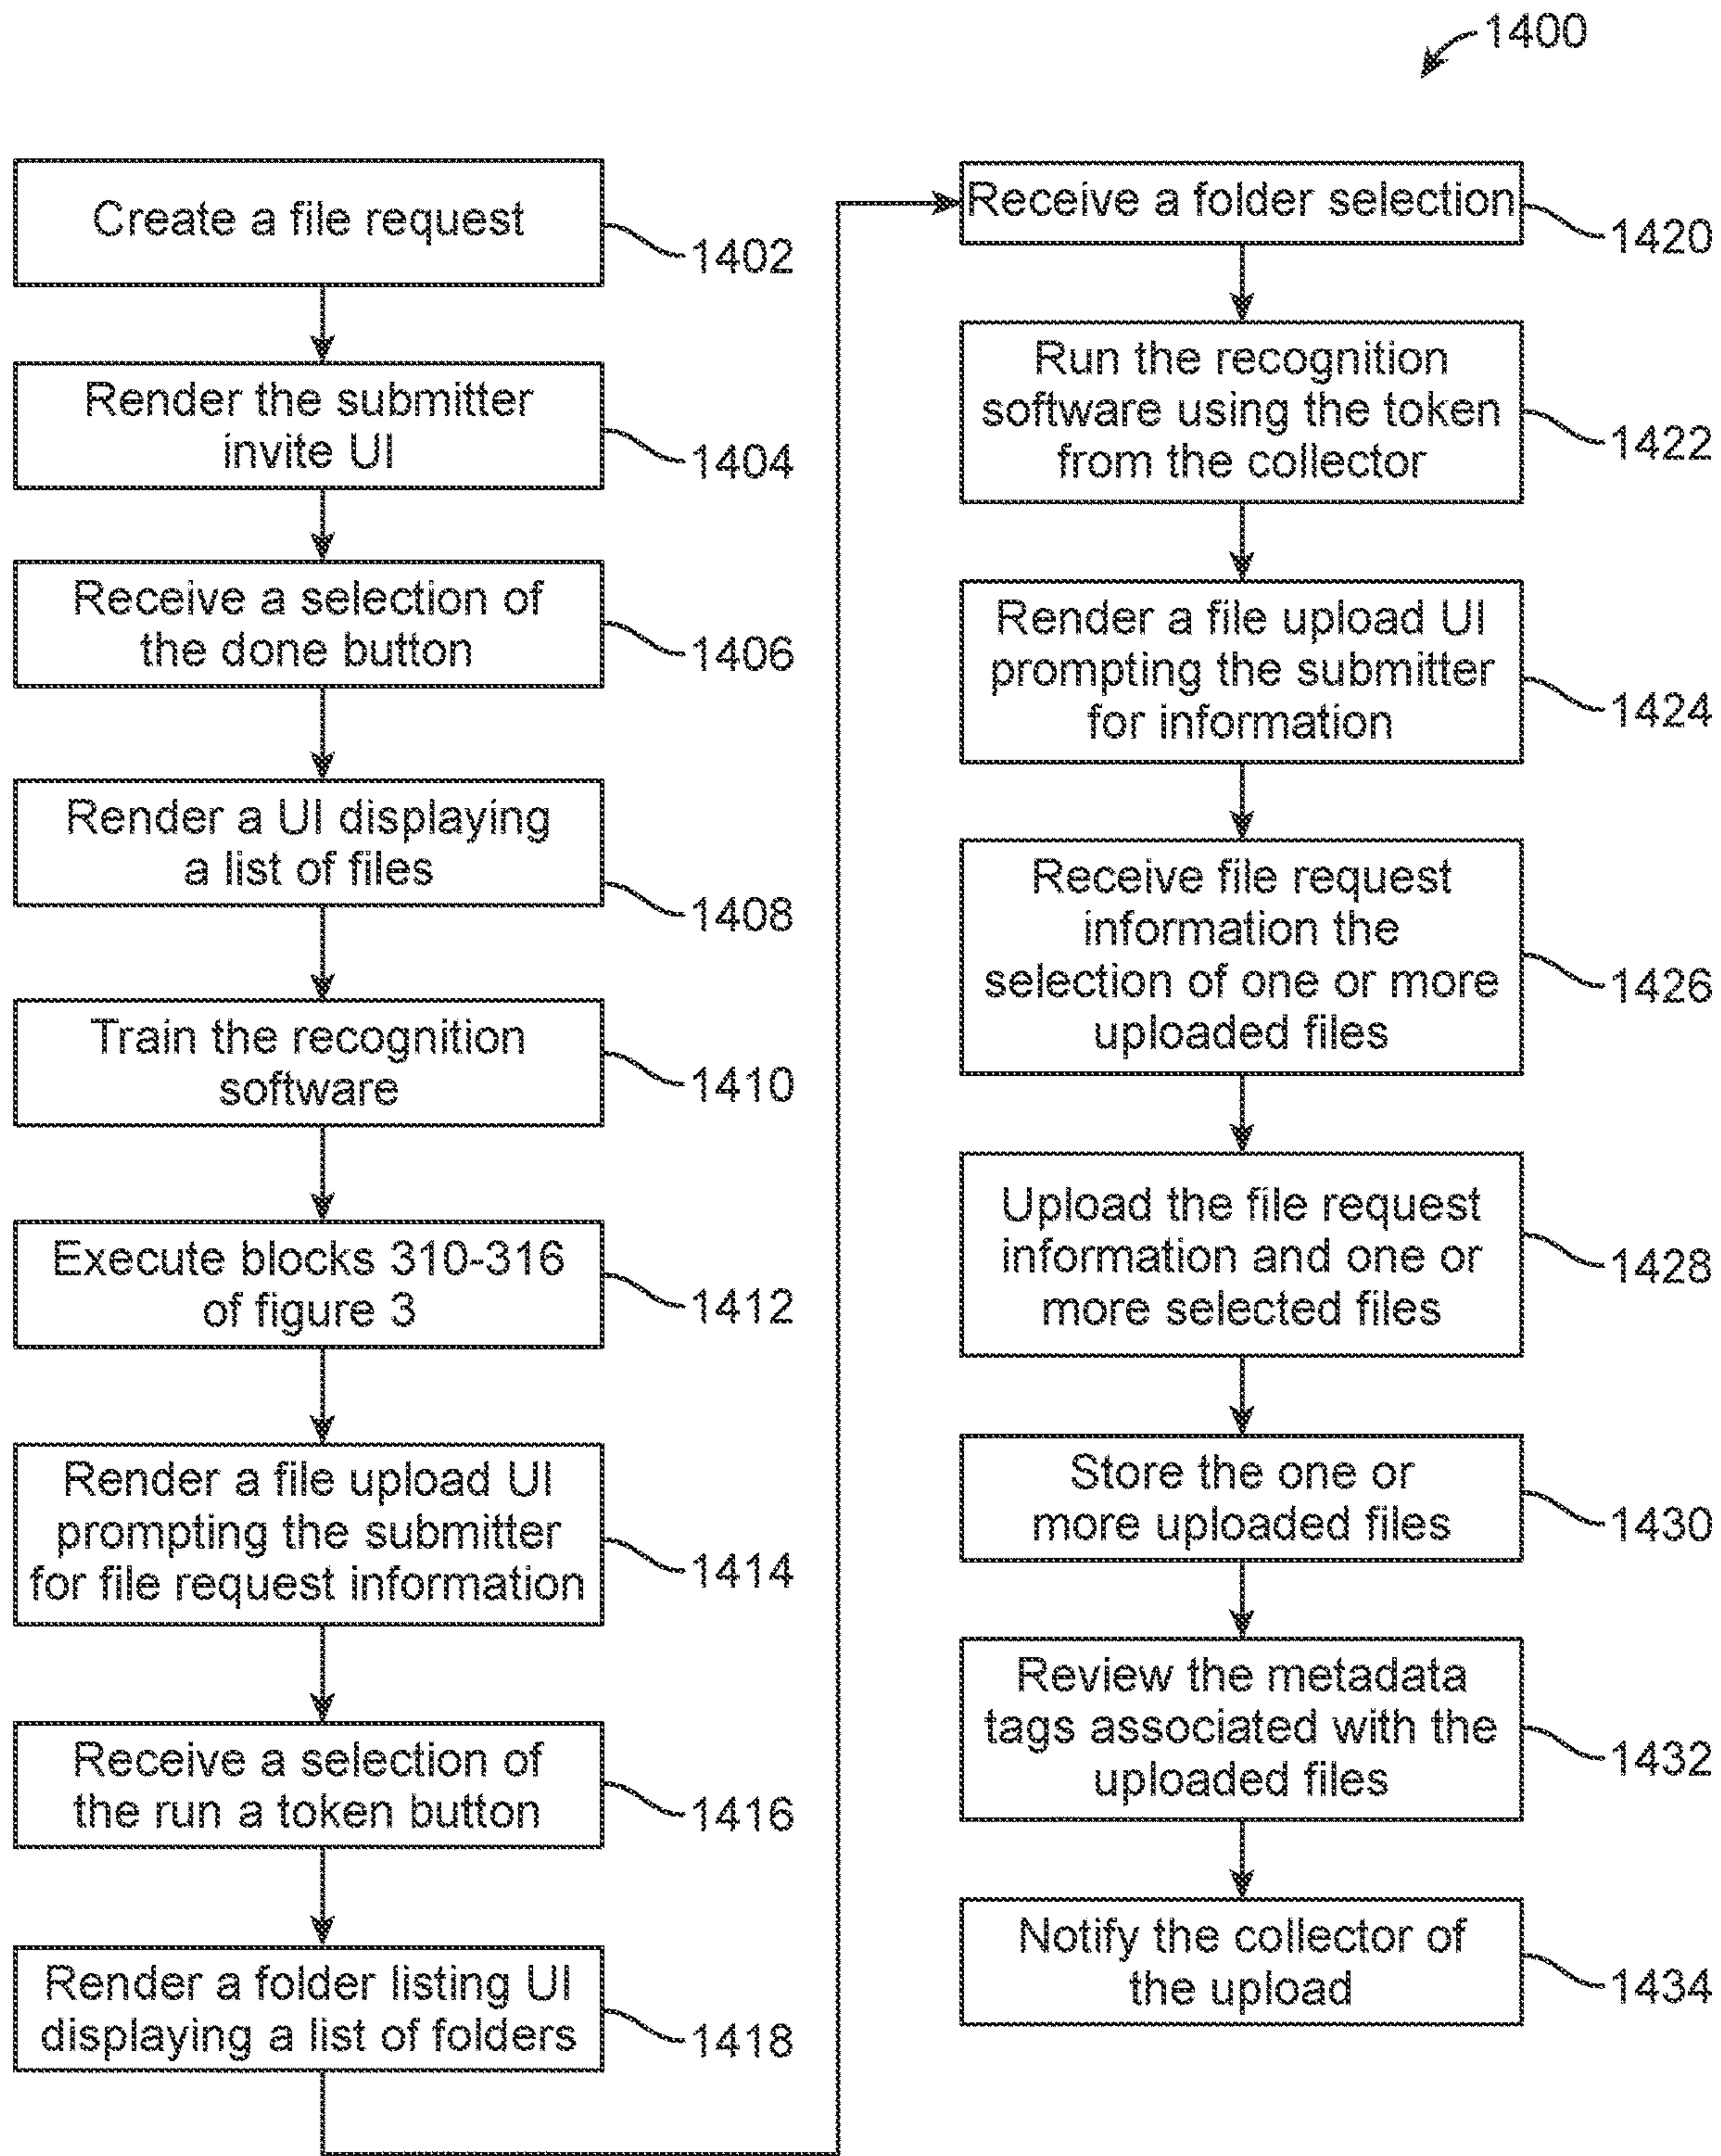 1400
Create a file request
1402
Render the submitter
invite UI
1404
Receive a selection of
the done button
1406
Render a UI displaying
a list of files
1408
Train the recognition
software
1410
Execute blocks 310-316
of figure 3
1412
Render a file upload UI
prompting the submitter
for file request information
1414
Receive a selection of
the run a token button
1416
Render a folder listing UI
displaying a list of folders
1418
Receive a folder selection
1420
Run the recognition
software using the token
from the collector
1422
Render a file upload UI
prompting the submitter
for information
1424
Receive file request
information the
selection of one or more
uploaded files
1426
Upload the file request
information and one or
more selected files
1428
Store the one or
more uploaded files
1430
Review the metadata
tags associated with the
uploaded files
1432
Notify the collector of
the upload
1434